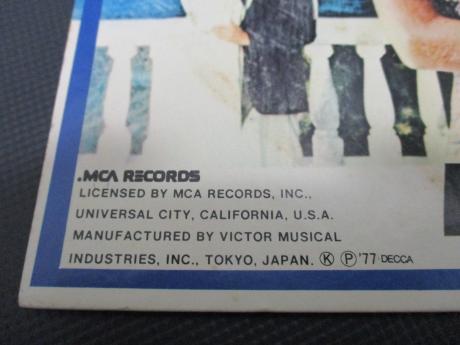 .MCA RECORDS
LICENSED BY MCA RECORDS, INC.,
UNIVERSAL CITY, CALIFORNIA, U.S.A.
MANUFACTURED BY VICTOR MUSICAL
INDUSTRIES, INC., TOKYO, JAPAN. Ⓚ Ⓟ '77 DECCA